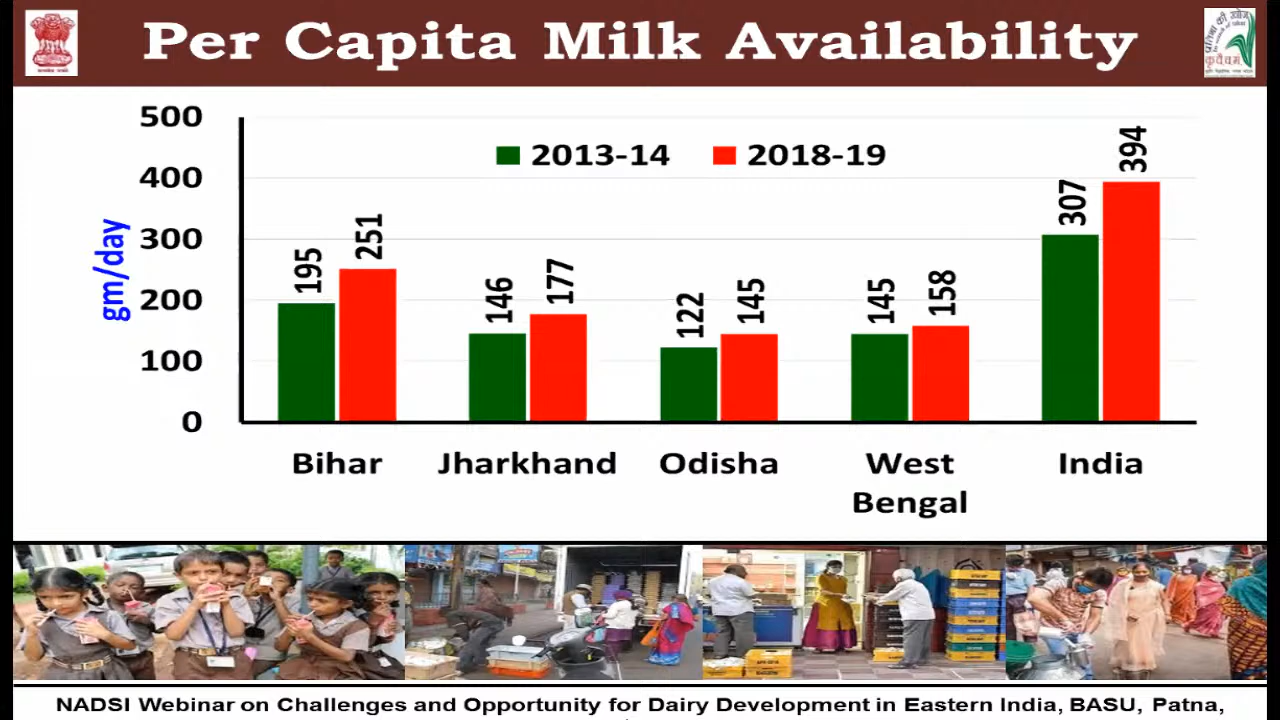 Per Capita Milk Availability
500
400
300
200
100
0
gm/day
2013-14
2018-19
195
251
146
177
122
145
145
158
307
394
Bihar
Jharkhand
Odisha
West
Bengal
India
NADSI Webinar on Challenges and Opportunity for Dairy Development in Eastern India, BASU, Patna,